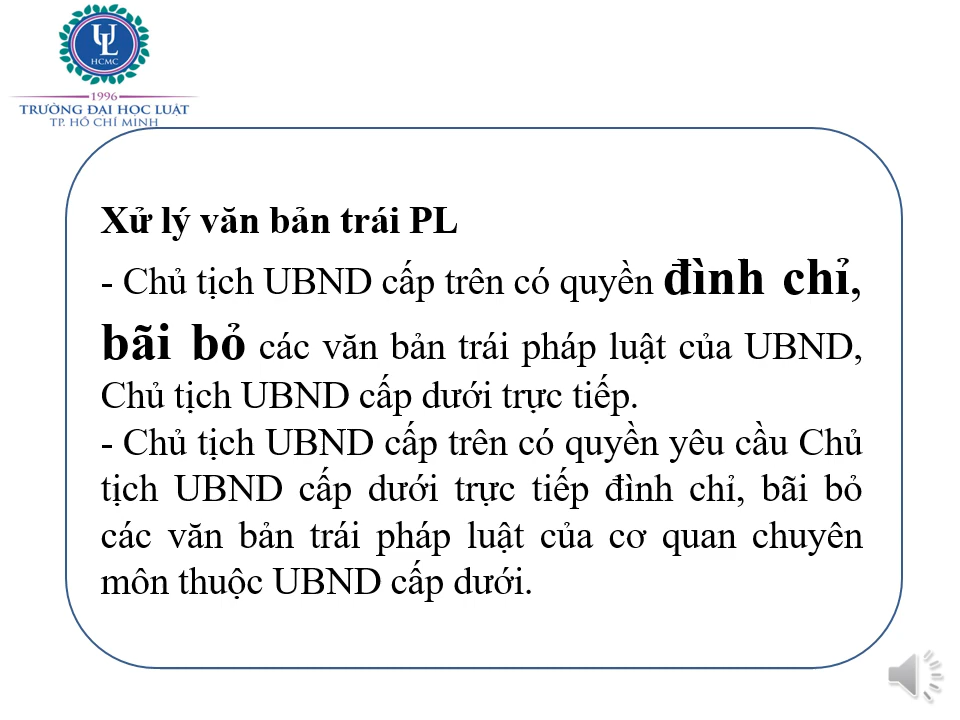 UL
HCMC
1996
TRƯỜNG ĐẠI HỌC LUẬT
TP. HỒ CHÍ MINH
Xử lý văn bản trái PL
- Chủ tịch UBND cấp trên có quyền đình chỉ,
bãi bỏ các văn bản trái pháp luật của UBND,
Chủ tịch UBND cấp dưới trực tiếp.
- Chủ tịch UBND cấp trên có quyền yêu cầu Chủ
tịch UBND cấp dưới trực tiếp đình chỉ, bãi bỏ
các văn bản trái pháp luật của cơ quan chuyên
môn thuộc UBND cấp dưới.